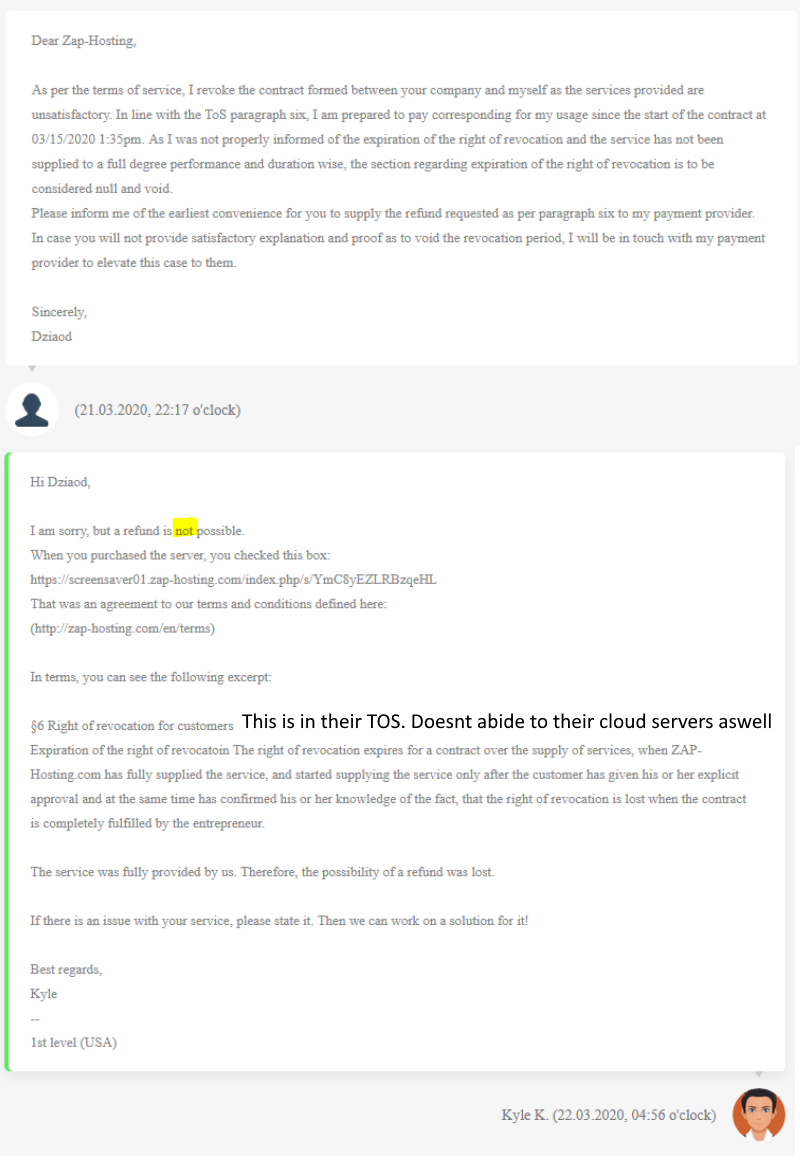 Dear Zap-Hosting,
As per the terms of service, I revoke the contract formed between your company and myself as the services provided are
unsatisfactory. In line with the ToS paragraph six, I am prepared to pay corresponding for my usage since the start of the contract at
03/15/2020 1:35pm. As I was not properly informed of the expiration of the right of revocation and the service has not been
supplied to a full degree performance and duration wise, the section regarding expiration of the right of revocation is to be
considered null and void.
Please inform me of the earliest convenience for you to supply the refund requested as per paragraph six to my payment provider.
In case you will not provide satisfactory explanation and proof as to void the revocation period, I will be in touch with my payment
provider to elevate this case to them.
Sincerely,
Dziaod
(21.03.2020, 22:17 o'clock)
Hi Dziaod,
I am sorry, but a refund is not possible.
When you purchased the server, you checked this box:
https://screensaver01.zap-hosting.com/index.php/s/YmC8yEZLRBzqeHL
That was an agreement to our terms and conditions defined here:
(http://zap-hosting.com/en/terms)
In terms, you can see the following excerpt:
§6 Right of revocation for customers This is in their TOS. Doesnt abide to their cloud servers aswell
Expiration of the right of revocatoin The right of revocation expires for a contract over the supply of services, when ZAP-
Hosting.com has fully supplied the service, and started supplying the service only after the customer has given his or her explicit
approval and at the same time has confirmed his or her knowledge of the fact, that the right of revocation is lost when the contract
is completely fulfilled by the entrepreneur.
The service was fully provided by us. Therefore, the possibility of a refund was lost.
If there is an issue with your service, please state it. Then we can work on a solution for it!
Best regards,
Kyle
--
1st level (USA)
Kyle K. (22.03.2020, 04:56 o'clock)